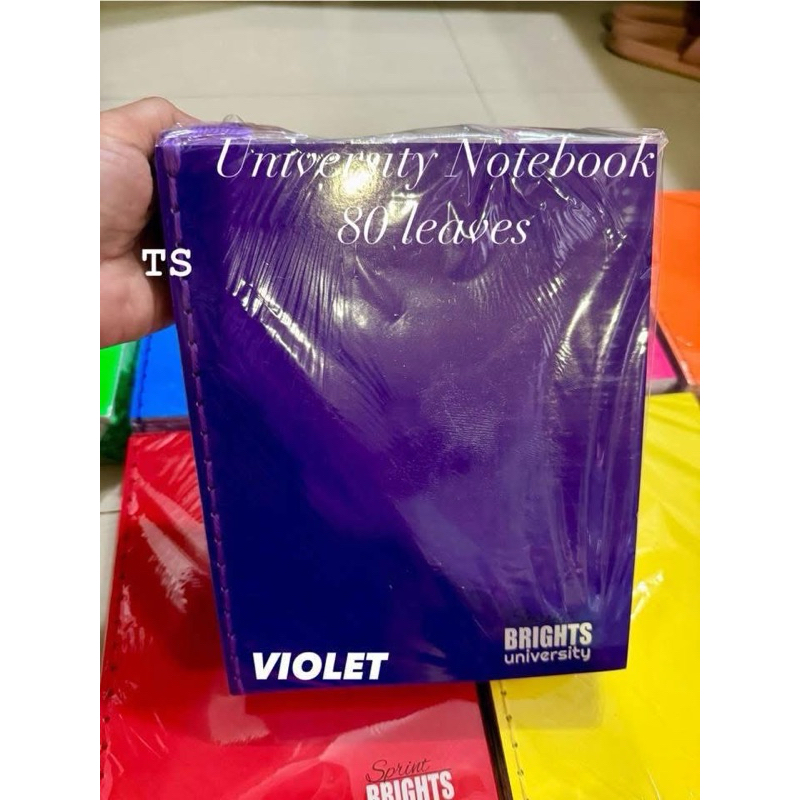 University Notebook
80 leaves
TS
VIOLET
BRIGHTS
university
Sprint
BRIGHTS